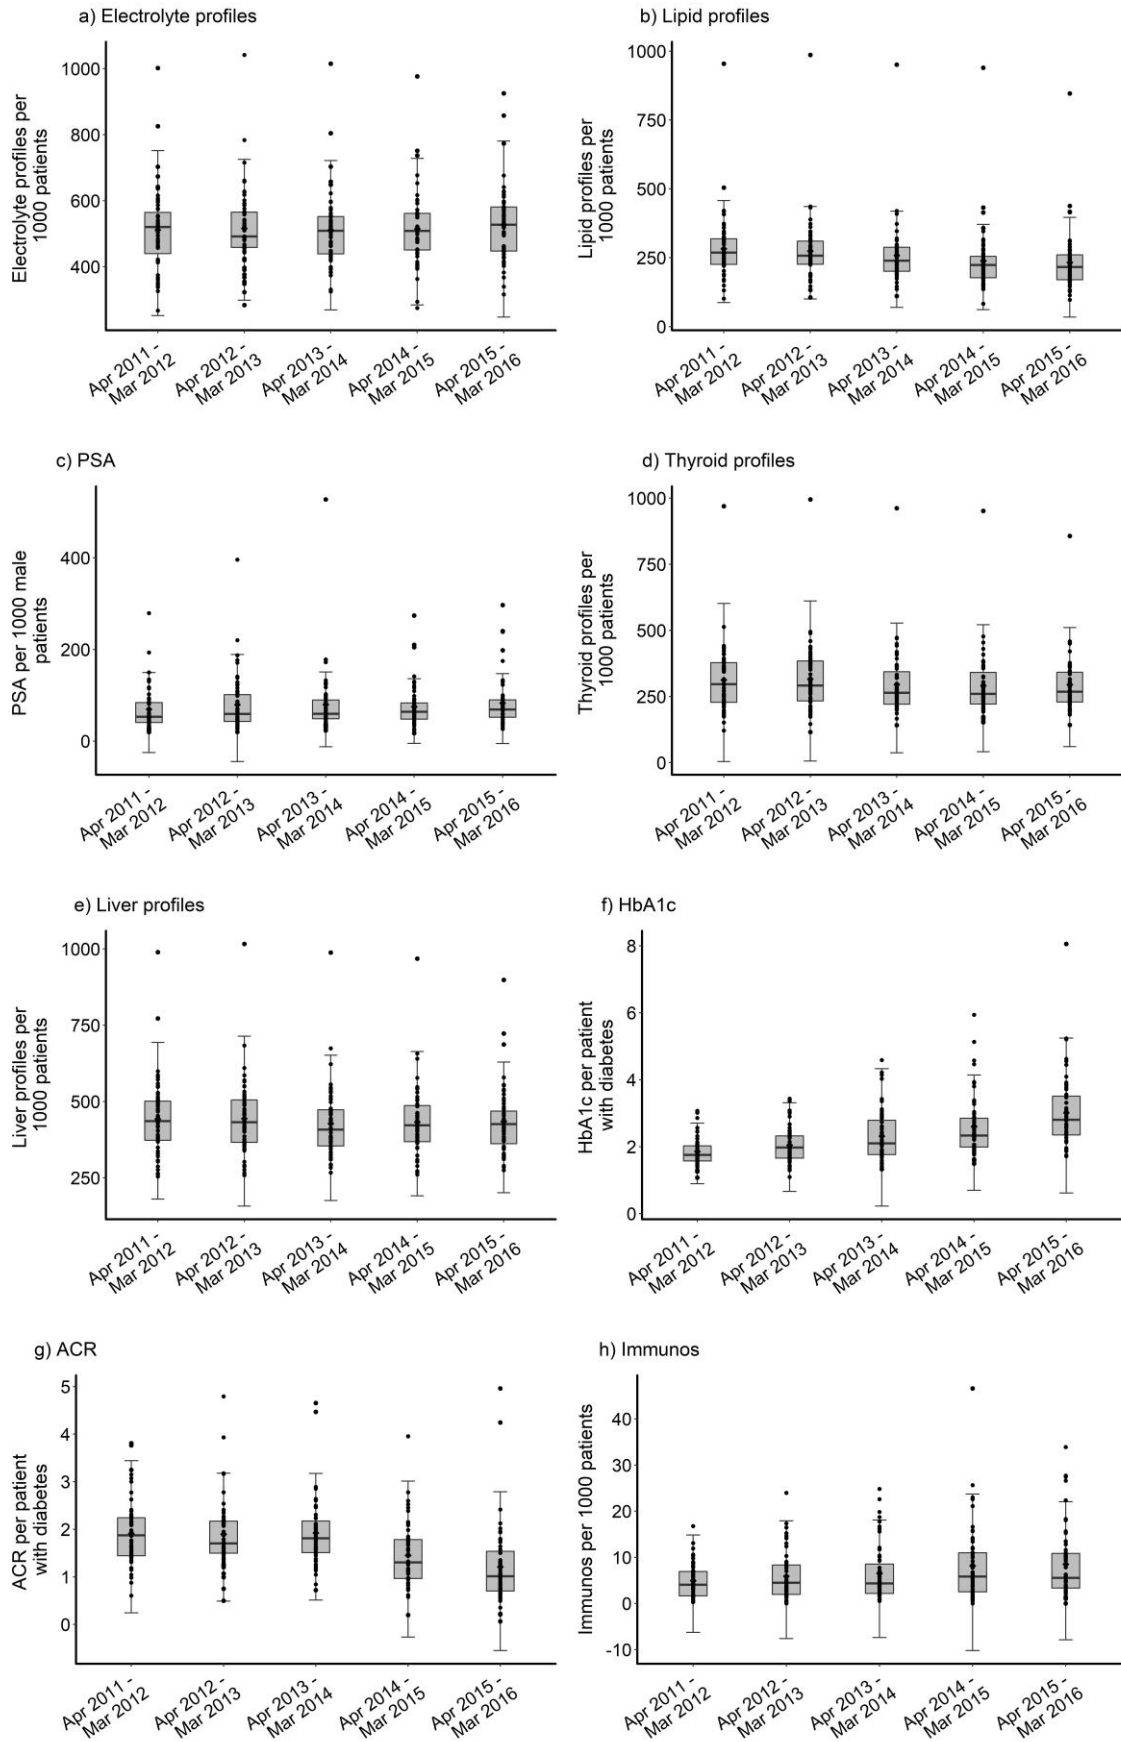 a) Electrolyte profiles
Electrolyte profiles per
1000 patients
1000
800
600
400
Apr 2011 -
Mar 2012
Apr 2012 -
Mar 2013
Apr 2013 -
Mar 2014
Apr 2014 -
Mar 2015
Apr 2015 -
Mar 2016
b) Lipid profiles
Lipid profiles per
1000 patients
1000
750
500
250
0
Apr 2011 -
Mar 2012
Apr 2012 -
Mar 2013
Apr 2013 -
Mar 2014
Apr 2014 -
Mar 2015
Apr 2015 -
Mar 2016
c) PSA
PSA per 1000 male
patients
400
200
0
Apr 2011 -
Mar 2012
Apr 2012 -
Mar 2013
Apr 2013 -
Mar 2014
Apr 2014 -
Mar 2015
Apr 2015 -
Mar 2016
d) Thyroid profiles
Thyroid profiles per
1000 patients
1000
750
500
250
0
Apr 2011 -
Mar 2012
Apr 2012 -
Mar 2013
Apr 2013 -
Mar 2014
Apr 2014 -
Mar 2015
Apr 2015 -
Mar 2016
e) Liver profiles
Liver profiles per
1000 patients
1000
750
500
250
Apr 2011 -
Mar 2012
Apr 2012 -
Mar 2013
Apr 2013 -
Mar 2014
Apr 2014 -
Mar 2015
Apr 2015 -
Mar 2016
f) HbA1c
HbA1c per patient
with diabetes
8
6
4
2
0
Apr 2011 -
Mar 2012
Apr 2012 -
Mar 2013
Apr 2013 -
Mar 2014
Apr 2014 -
Mar 2015
Apr 2015 -
Mar 2016
g) ACR
ACR per patient
with diabetes
5
4
3
2
1
0
Apr 2011 -
Mar 2012
Apr 2012 -
Mar 2013
Apr 2013 -
Mar 2014
Apr 2014 -
Mar 2015
Apr 2015 -
Mar 2016
h) Immunos
Immunos per 1000 patients
40
30
20
10
0
-10
Apr 2011 -
Mar 2012
Apr 2012 -
Mar 2013
Apr 2013 -
Mar 2014
Apr 2014 -
Mar 2015
Apr 2015 -
Mar 2016